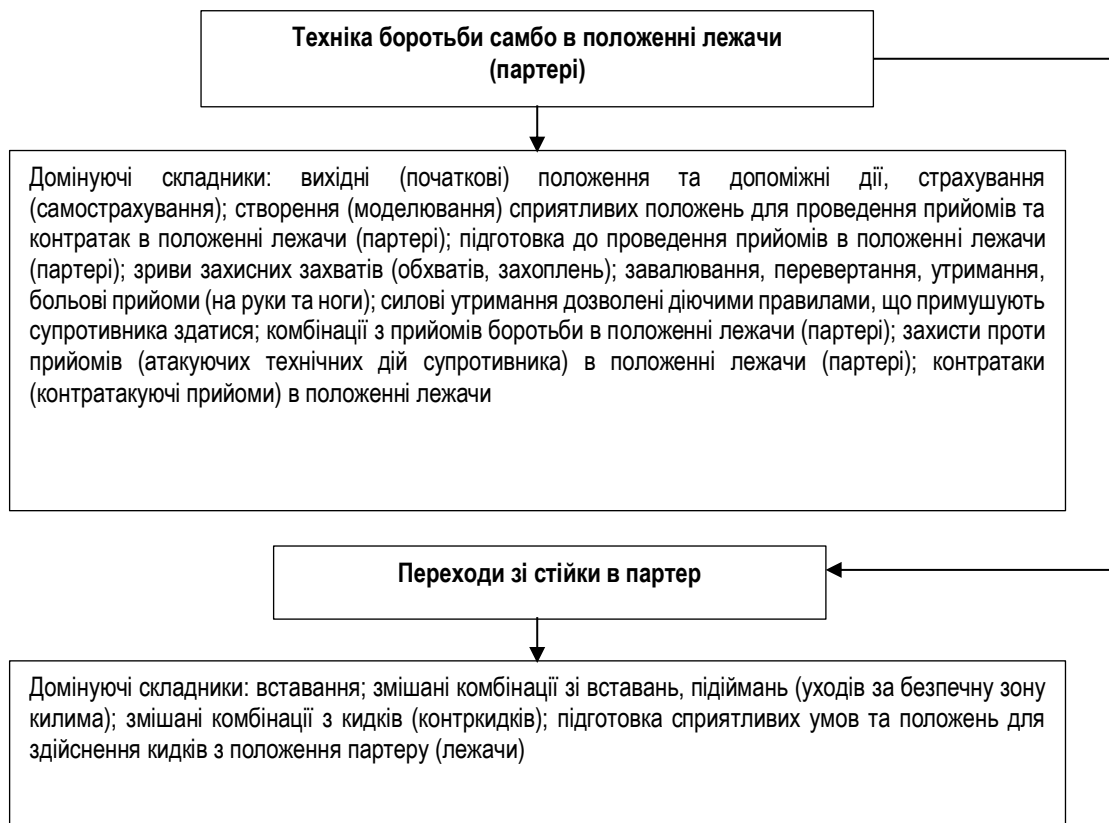 Техніка боротьби самбо в положенні лежачи
(партері)
Домінуючі складники: вихідні (початкові) положення та допоміжні дії, страхування
(самострахування); створення (моделювання) сприятливих положень для проведення прийомів та
контратак в положенні лежачи (партері); підготовка до проведення прийомів в положенні лежачи
(партері); зриви захисних захватів (обхватів, захоплень); завалювання, перевертання, утримання,
больові прийоми (на руки та ноги); силові утримання дозволені діючими правилами, що примушують
супротивника здатися; комбінації з прийомів боротьби в положенні лежачи (партері); захисти проти
прийомів (атакуючих технічних дій супротивника) в положенні лежачи (партері); контратаки
(контратакуючі прийоми) в положенні лежачи
Переходи зі стійки в партер
Домінуючі складники: вставання; змішані комбінації зі вставань, підіймань (уходів за безпечну зону
килима); змішані комбінації з кидків (контркидків); підготовка сприятливих умов та положень для
здійснення кидків з положення партеру (лежачи)